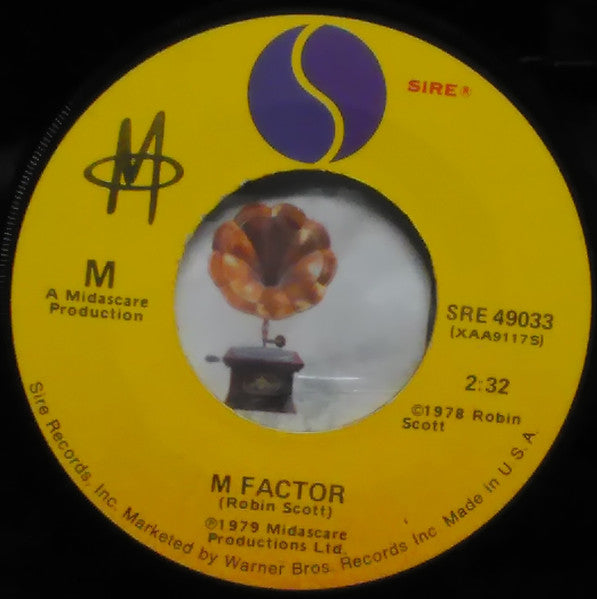 SIRE®
M
M
A Midascare
Production
SRE 49033
(XAA9117S)
2:32
©1978 Robin
Scott
M FACTOR
(Robin Scott)
℗1979 Midascare
Productions Ltd.
Sire Records, Inc. Marketed by Warner Bros. Records Inc. Made in U.S.A.